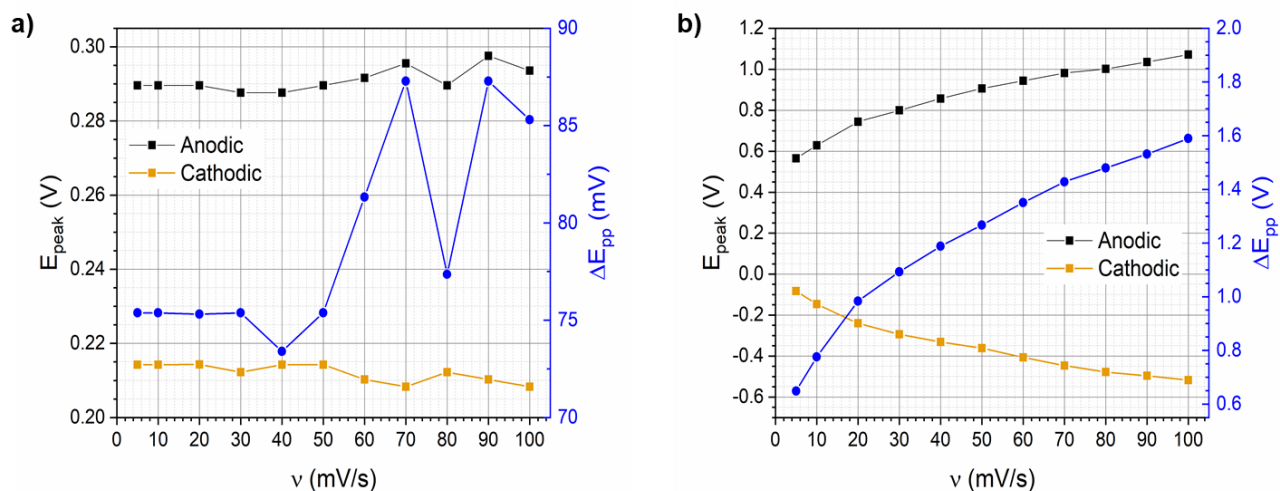 a)
E_peak (V)
0.30
0.28
0.26
0.24
0.22
0.20
Anodic
Cathodic
90
85
80
75
70
ΔE_pp (mV)
0 10 20 30 40 50 60 70 80 90 100
ν (mV/s)
b)
E_peak (V)
1.2
1.0
0.8
0.6
0.4
0.2
0.0
-0.2
-0.4
-0.6
Anodic
Cathodic
2.0
1.8
1.6
1.4
1.2
1.0
0.8
0.6
ΔE_pp (V)
0 10 20 30 40 50 60 70 80 90 100
ν (mV/s)